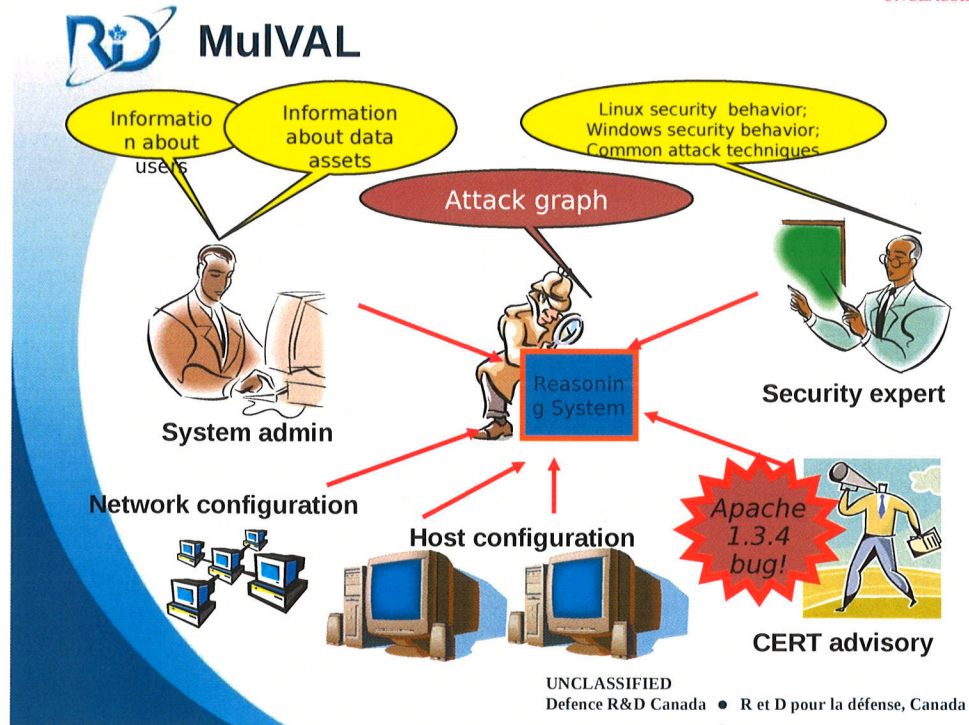 MulVAL
Informatio
n about
users
Information
about data
assets
Linux security behavior;
Windows security behavior;
Common attack techniques
Attack graph
Reasonin
g System
System admin
Security expert
Network configuration
Host configuration
Apache
1.3.4
bug!
CERT advisory
UNCLASSIFIED
Defence R&D Canada ● R et D pour la défense, Canada